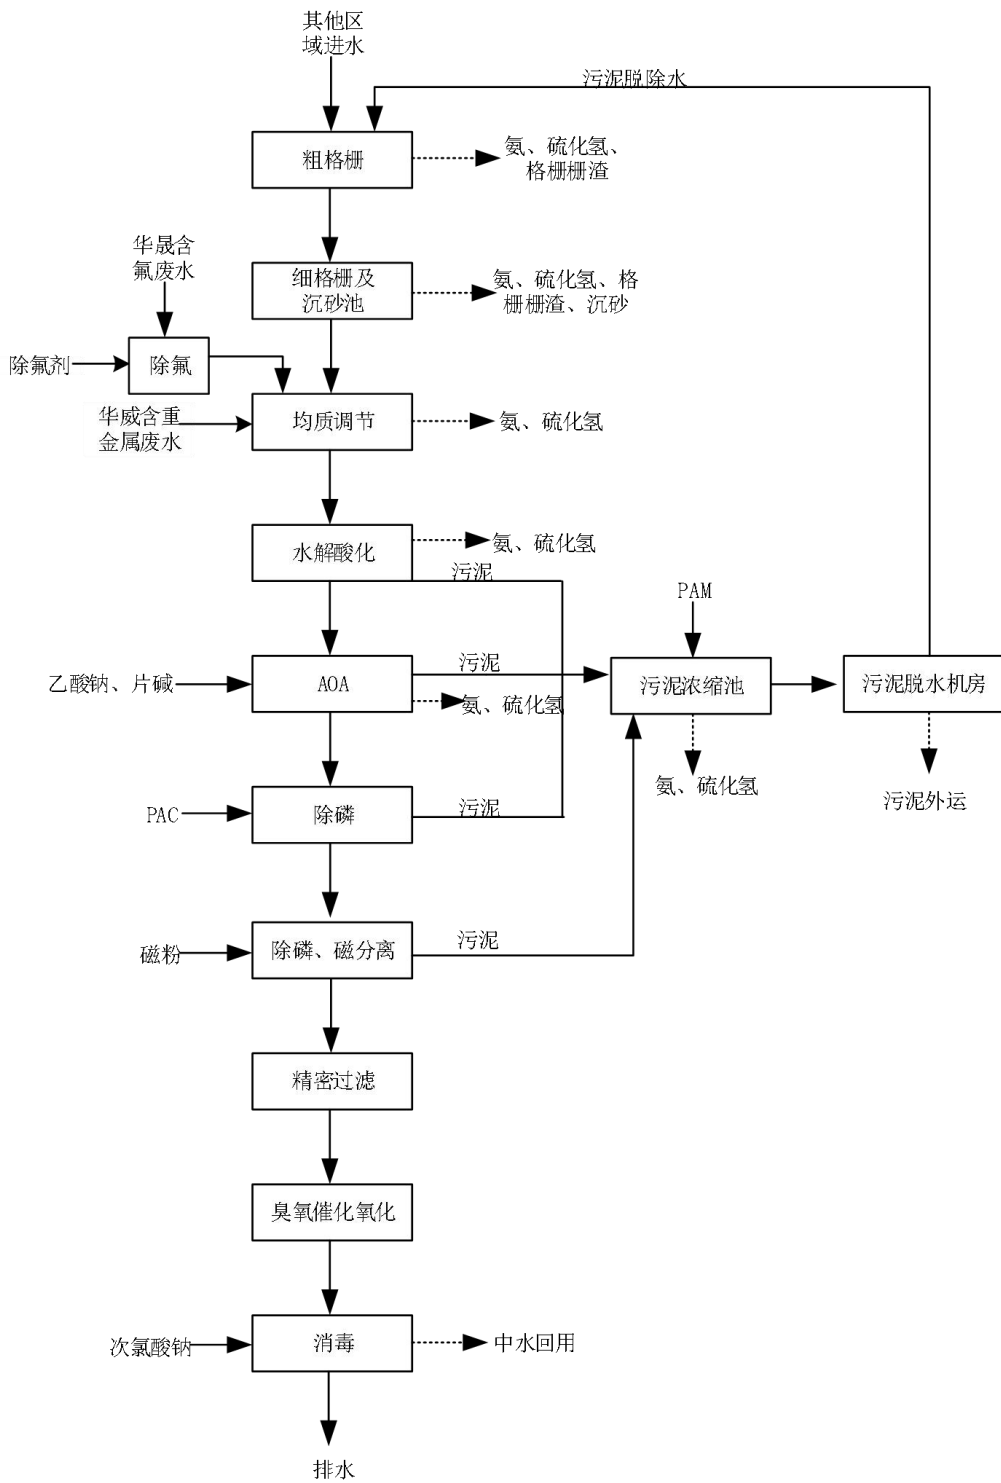 其他区
域进水
污泥脱除水
粗格栅
氨、硫化氢、
格栅栅渣
华晟含
氟废水
细格栅及
沉砂池
氨、硫化氢、格
栅栅渣、沉砂
除氟剂
除氟
华威含重
金属废水
均质调节
氨、硫化氢
水解酸化
氨、硫化氢
污泥
PAM
乙酸钠、片碱
AOA
污泥
氨、硫化氢
污泥浓缩池
污泥脱水机房
氨、硫化氢
污泥外运
PAC
除磷
污泥
磁粉
除磷、磁分离
污泥
精密过滤
臭氧催化氧化
次氯酸钠
消毒
中水回用
排水